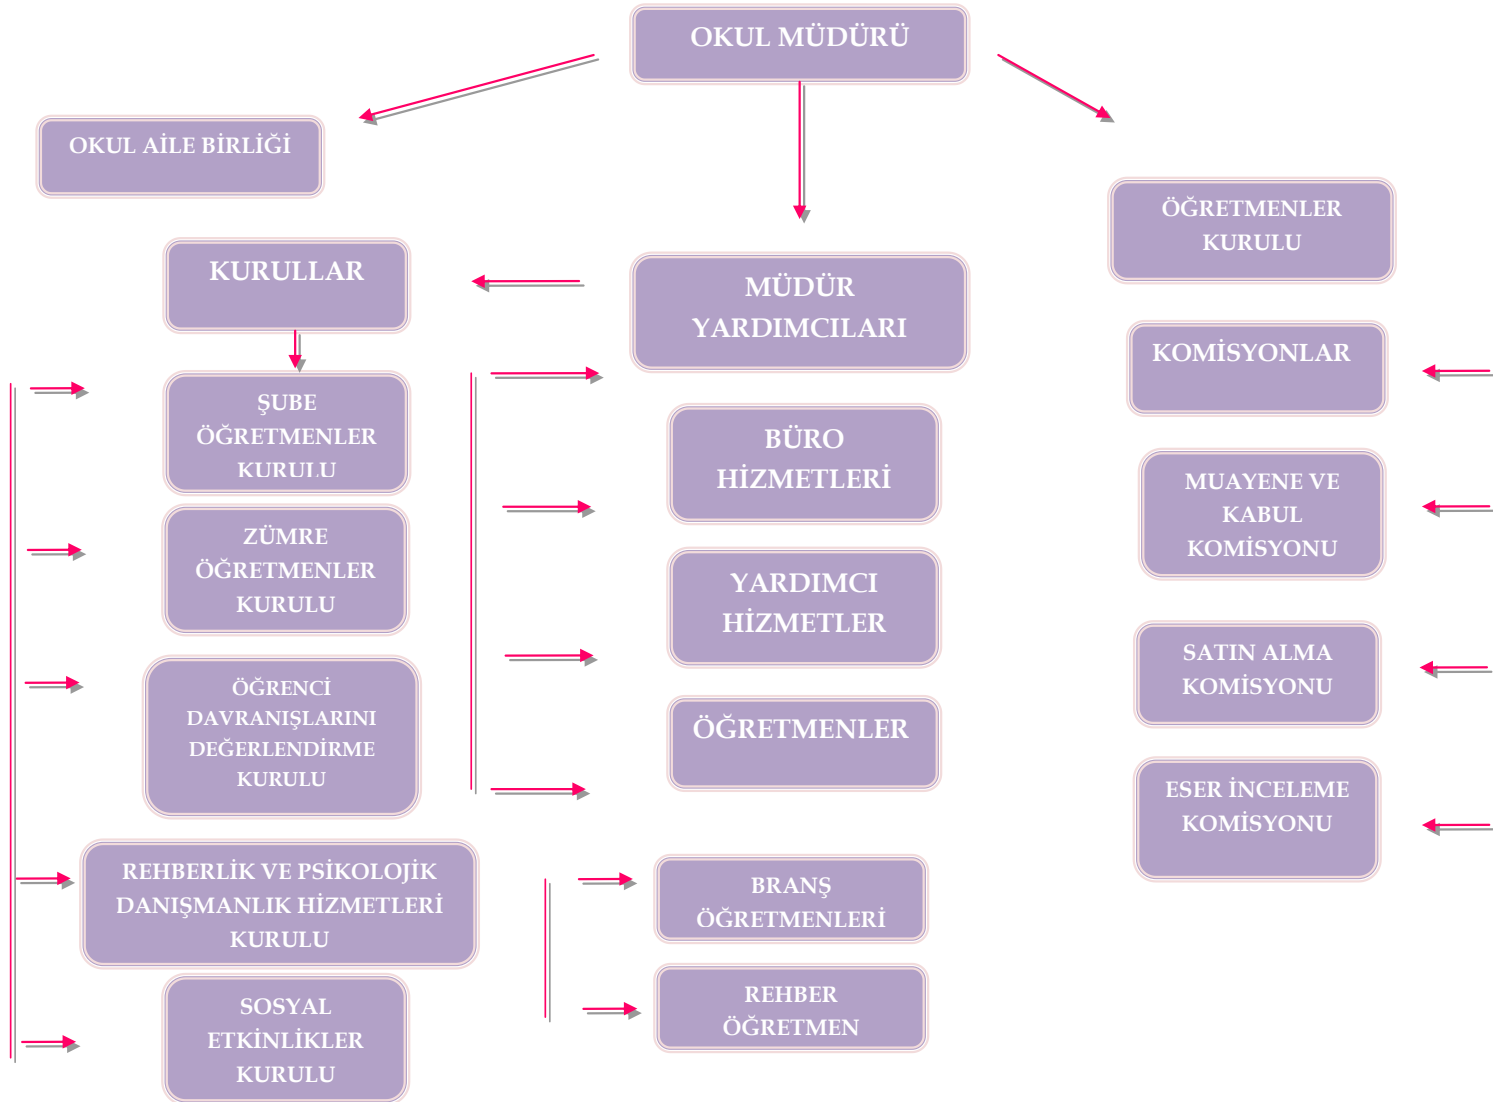 OKUL MÜDÜRÜ
OKUL AİLE BİRLİĞİ
ÖĞRETMENLER
KURULU
KURULLAR
MÜDÜR
YARDIMCILARI
KOMİSYONLAR
ŞUBE
ÖĞRETMENLER
KURULU
ZÜMRE
ÖĞRETMENLER
KURULU
ÖĞRENCİ
DAVRANIŞLARINI
DEĞERLENDİRME
KURULU
REHBERLİK VE PSİKOLOJİK
DANIŞMANLIK HİZMETLERİ
KURULU
SOSYAL
ETKİNLİKLER
KURULU
BÜRO
HİZMETLERİ
YARDIMCI
HİZMETLER
ÖĞRETMENLER
BRANŞ
ÖĞRETMENLERİ
REHBER
ÖĞRETMEN
MUAYENE VE
KABUL
KOMİSYONU
SATIN ALMA
KOMİSYONU
ESER İNCELEME
KOMİSYONU